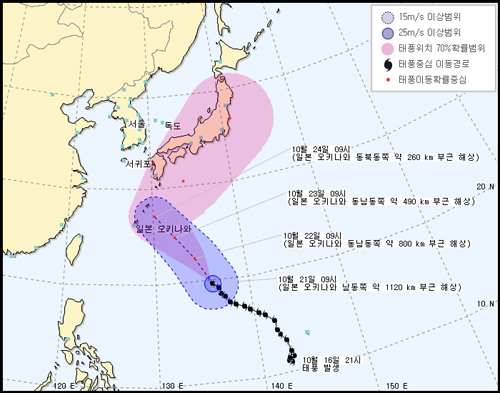 15m/s 이상범위
25m/s 이상범위
태풍위치 70%확률범위
태풍중심 이동경로
태풍이동확률중심
서울
독도
서귀포
10월 24일 09시
(일본 오키나와 동북동쪽 약 260 km 부근 해상)
20 N
10월 23일 09시
(일본 오키나와 동남동쪽 약 490 km 부근 해상)
일본 오키나와
10월 22일 09시
(일본 오키나와 동남동쪽 약 800 km 부근 해상)
10월 21일 09시
(일본 오키나와 남동쪽 약 1120 km 부근 해상)
10 N
10월 16일 21시
태풍 발생
120 E
130 E
140 E
150 E